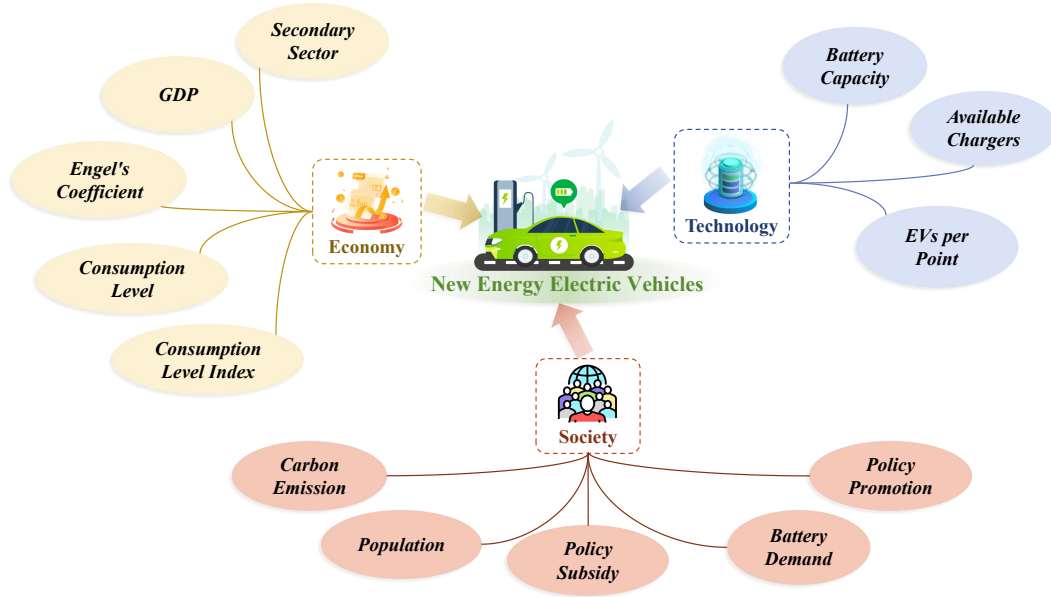 Secondary
Sector
GDP
Engel's
Coefficient
Consumption
Level
Consumption
Level Index
Economy
New Energy Electric Vehicles
Technology
Battery
Capacity
Available
Chargers
EVs per
Point
Society
Carbon
Emission
Population
Policy
Subsidy
Battery
Demand
Policy
Promotion